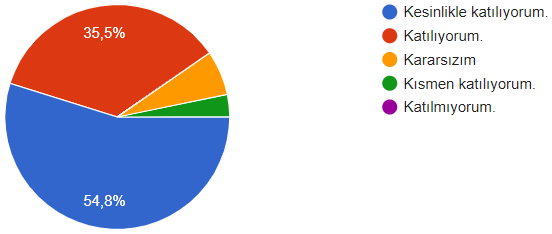 35,5%
54,8%
Kesinlikle katılıyorum.
Katılıyorum.
Kararsızım
Kısmen katılıyorum.
Katılmıyorum.